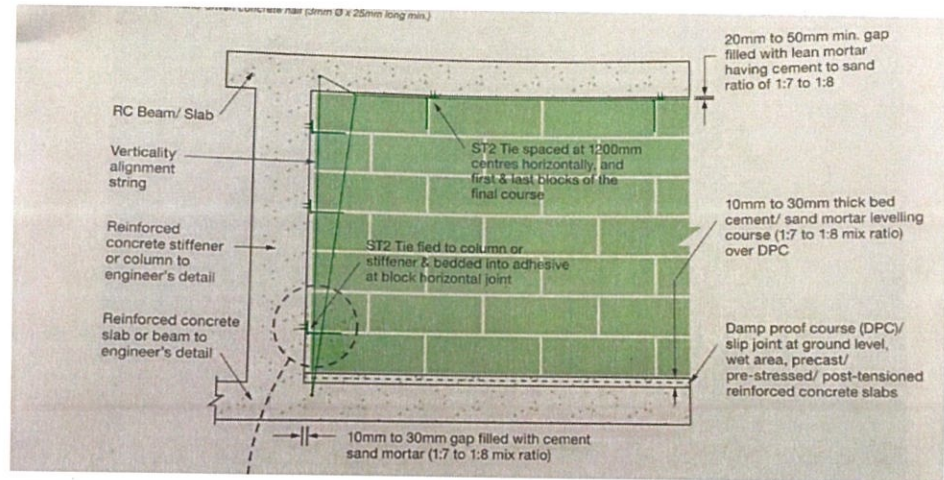 concrete nail (3mm Ø x 25mm long min.)
20mm to 50mm min. gap
filled with lean mortar
having cement to sand
ratio of 1:7 to 1:8
RC Beam/ Slab
Verticality
alignment
string
ST2 Tie spaced at 1200mm
centres horizontally, and
first & last blocks of the
final course
10mm to 30mm thick bed
cement/ sand mortar levelling
course (1:7 to 1:8 mix ratio)
over DPC
Reinforced
concrete stiffener
or column to
engineer's detail
ST2 Tie fied to column or
stiffener & bedded into adhesive
at block horizontal joint
Reinforced concrete
slab or beam to
engineer's detail
Damp proof course (DPC)/
slip joint at ground level,
wet area, precast/
pre-stressed/ post-tensioned
reinforced concrete slabs
10mm to 30mm gap filled with cement
sand mortar (1:7 to 1:8 mix ratio)